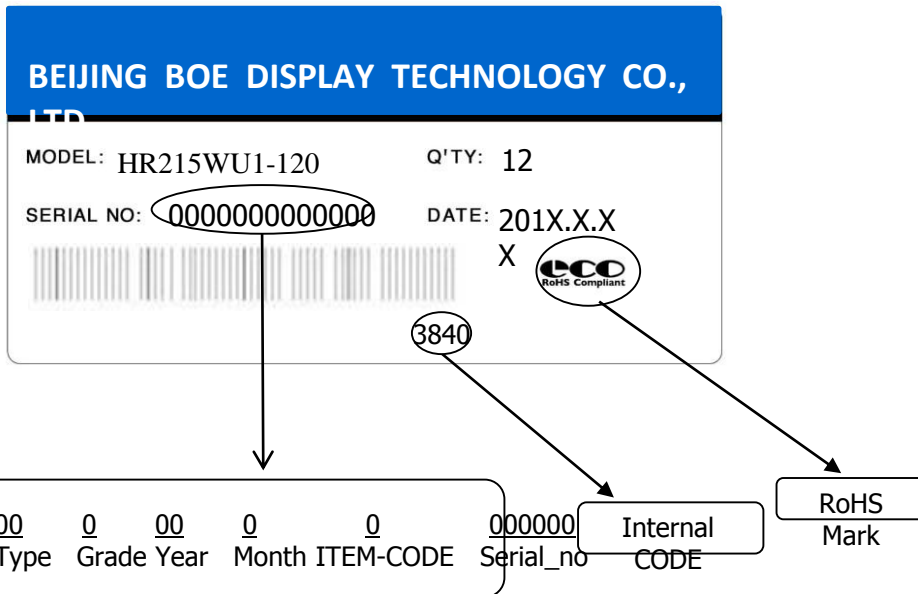 BEIJING BOE DISPLAY TECHNOLOGY CO.,
LTD
MODEL: HR215WU1-120 Q'TY: 12
SERIAL NO: 0000000000000 DATE: 201X.X.X
X
eco
RoHS Compliant
3840
00 0 00 0 0 000000
Type Grade Year Month ITEM-CODE Serial_no
Internal
CODE
RoHS
Mark